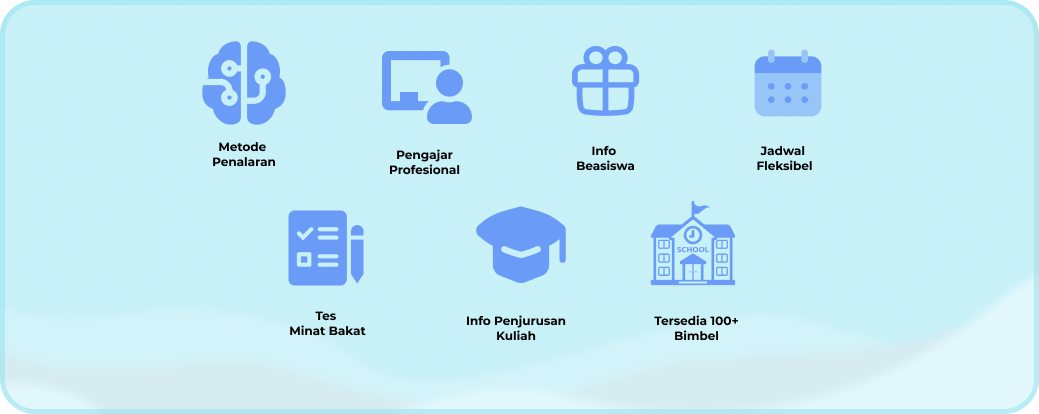 Metode
Penalaran
Pengajar
Profesional
Info
Beasiswa
Jadwal
Fleksibel
Tes
Minat Bakat
Info Penjurusan
Kuliah
SCHOOL
Tersedia 100+
Bimbel